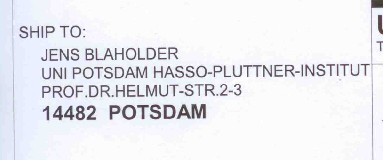 SHIP TO:
JENS BLAHOLDER
UNI POTSDAM HASSO-PLUTTNER-INSTITUT
PROF.DR.HELMUT-STR.2-3
14482 POTSDAM